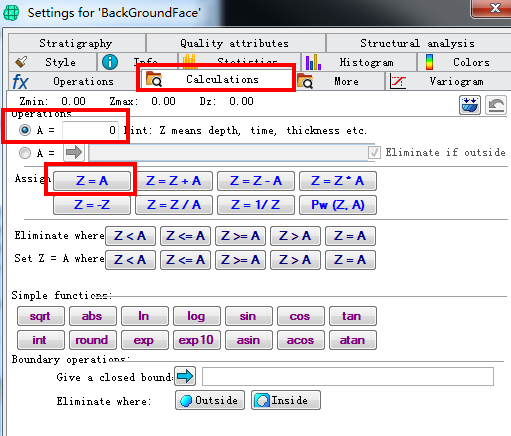 Settings for 'BackGroundFace'
Stratigraphy Quality attributes Structural analysis
Style Info Statistics Histogram Colors
Operations Calculations More Variogram
Zmin: 0.00 Zmax: 0.00 Dz: 0.00
Operations
A = 0 Hint: Z means depth, time, thickness etc.
A = Eliminate if outside
Assign Z = A Z = Z + A Z = Z - A Z = Z * A
Z = -Z Z = Z / A Z = 1/ Z Pw (Z, A)
Eliminate where Z < A Z <= A Z >= A Z > A Z = A
Set Z = A where Z < A Z <= A Z >= A Z > A Z = A
Simple functions:
sqrt abs ln log sin cos tan
int round exp exp10 asin acos atan
Boundary operations:
Give a closed bound:
Eliminate where: Outside Inside